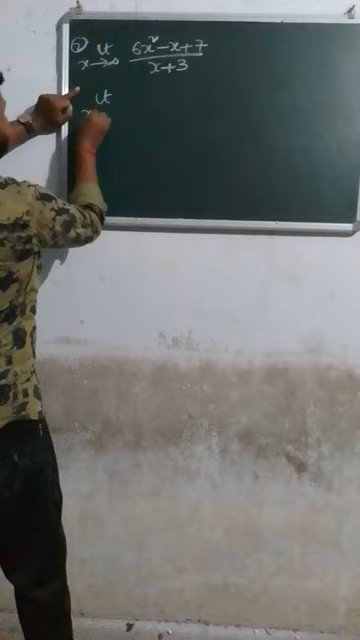 ② lt 6x²-x+7
x→∞ x+3
lt
x